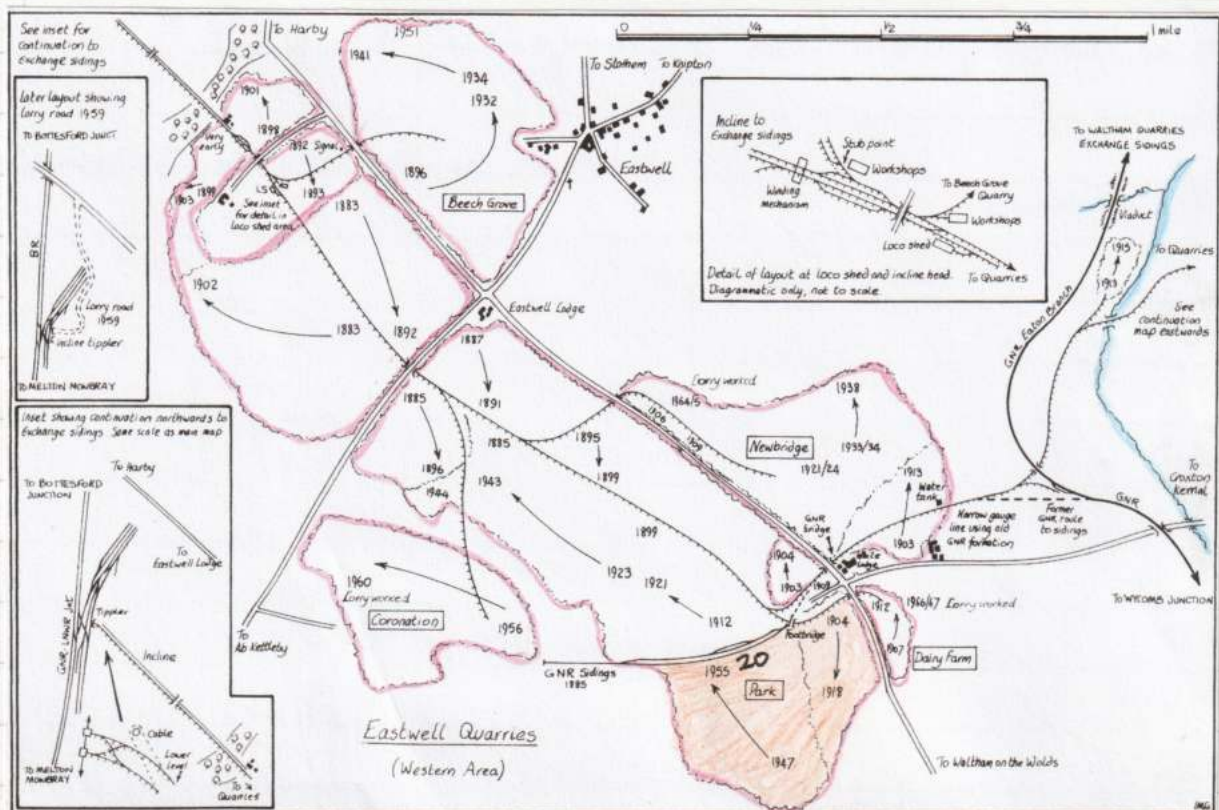 See inset for
continuation to
Exchange sidings
To Harby
1951
1941
1934
1932
0
1/4
1/2
3/4
1 mile
To Stathern
To Knipton
Eastwell
Later layout showing
Lorry road 1959
TO BOTTESFORD JUNCT
BR
Lorry road
1959
Incline tippler
TO MELTON MOWBRAY
1901
1898
Very
early
1892
Signal
1893
LS
See inset
for detail in
loco shed area
1903
1899
1883
1896
Beech Grove
Incline to
Exchange sidings
Stub point
Workshops
Winding
mechanism
To Beech Grove
Quarry
Workshops
Loco shed
To Quarries
Detail of layout at loco shed and incline head.
Diagrammatic only, not to scale.
TO WALTHAM QUARRIES
EXCHANGE SIDINGS
Viaduct
1915
1913
To Quarries
See
continuation
map eastwards
GNR Eaton Branch
1902
1883
1892
Eastwell Lodge
1887
1885
1891
1885
1895
1899
1896
1944
1943
1899
1923
1921
1912
Lorry worked
1964/5
1906
1909
1938
Newbridge
1933/34
1921/24
1913
Water
tank
GNR
bridge
White
Lodge
1903
1904
1903
1909
Narrow gauge
line using old
GNR formation
Former
GNR route
to sidings
GNR
To
Croxton
Kerrial
TO WYCOMB JUNCTION
Inset showing continuation northwards to
Exchange sidings. Same scale as main map
To Harby
TO BOTTESFORD
JUNCTION
To
Eastwell Lodge
GNR & LNWR Jnt
Tippler
Incline
Cable
Lower
level
TO MELTON
MOWBRAY
To
Quarries
1960
Lorry worked
Coronation
1956
To
Ab Kettleby
GNR Sidings
1885
Footbridge
20
1955
Park
1904
1918
1947
1912
1966/67
Lorry worked
1907
Dairy Farm
To Waltham on the Wolds
Eastwell Quarries
(Western Area)